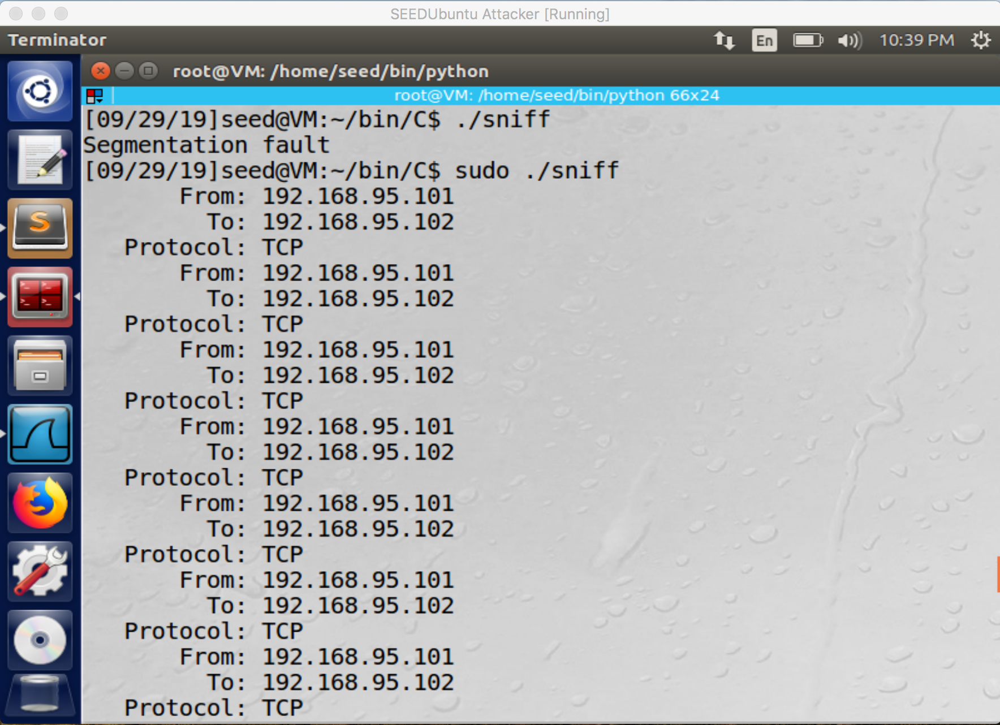 SEEDUbuntu Attacker [Running]
Terminator En 10:39 PM
root@VM: /home/seed/bin/python
root@VM: /home/seed/bin/python 66x24
[09/29/19]seed@VM:~/bin/C$ ./sniff
Segmentation fault
[09/29/19]seed@VM:~/bin/C$ sudo ./sniff
From: 192.168.95.101
To: 192.168.95.102
Protocol: TCP
From: 192.168.95.101
To: 192.168.95.102
Protocol: TCP
From: 192.168.95.101
To: 192.168.95.102
Protocol: TCP
From: 192.168.95.101
To: 192.168.95.102
Protocol: TCP
From: 192.168.95.101
To: 192.168.95.102
Protocol: TCP
From: 192.168.95.101
To: 192.168.95.102
Protocol: TCP
From: 192.168.95.101
To: 192.168.95.102
Protocol: TCP